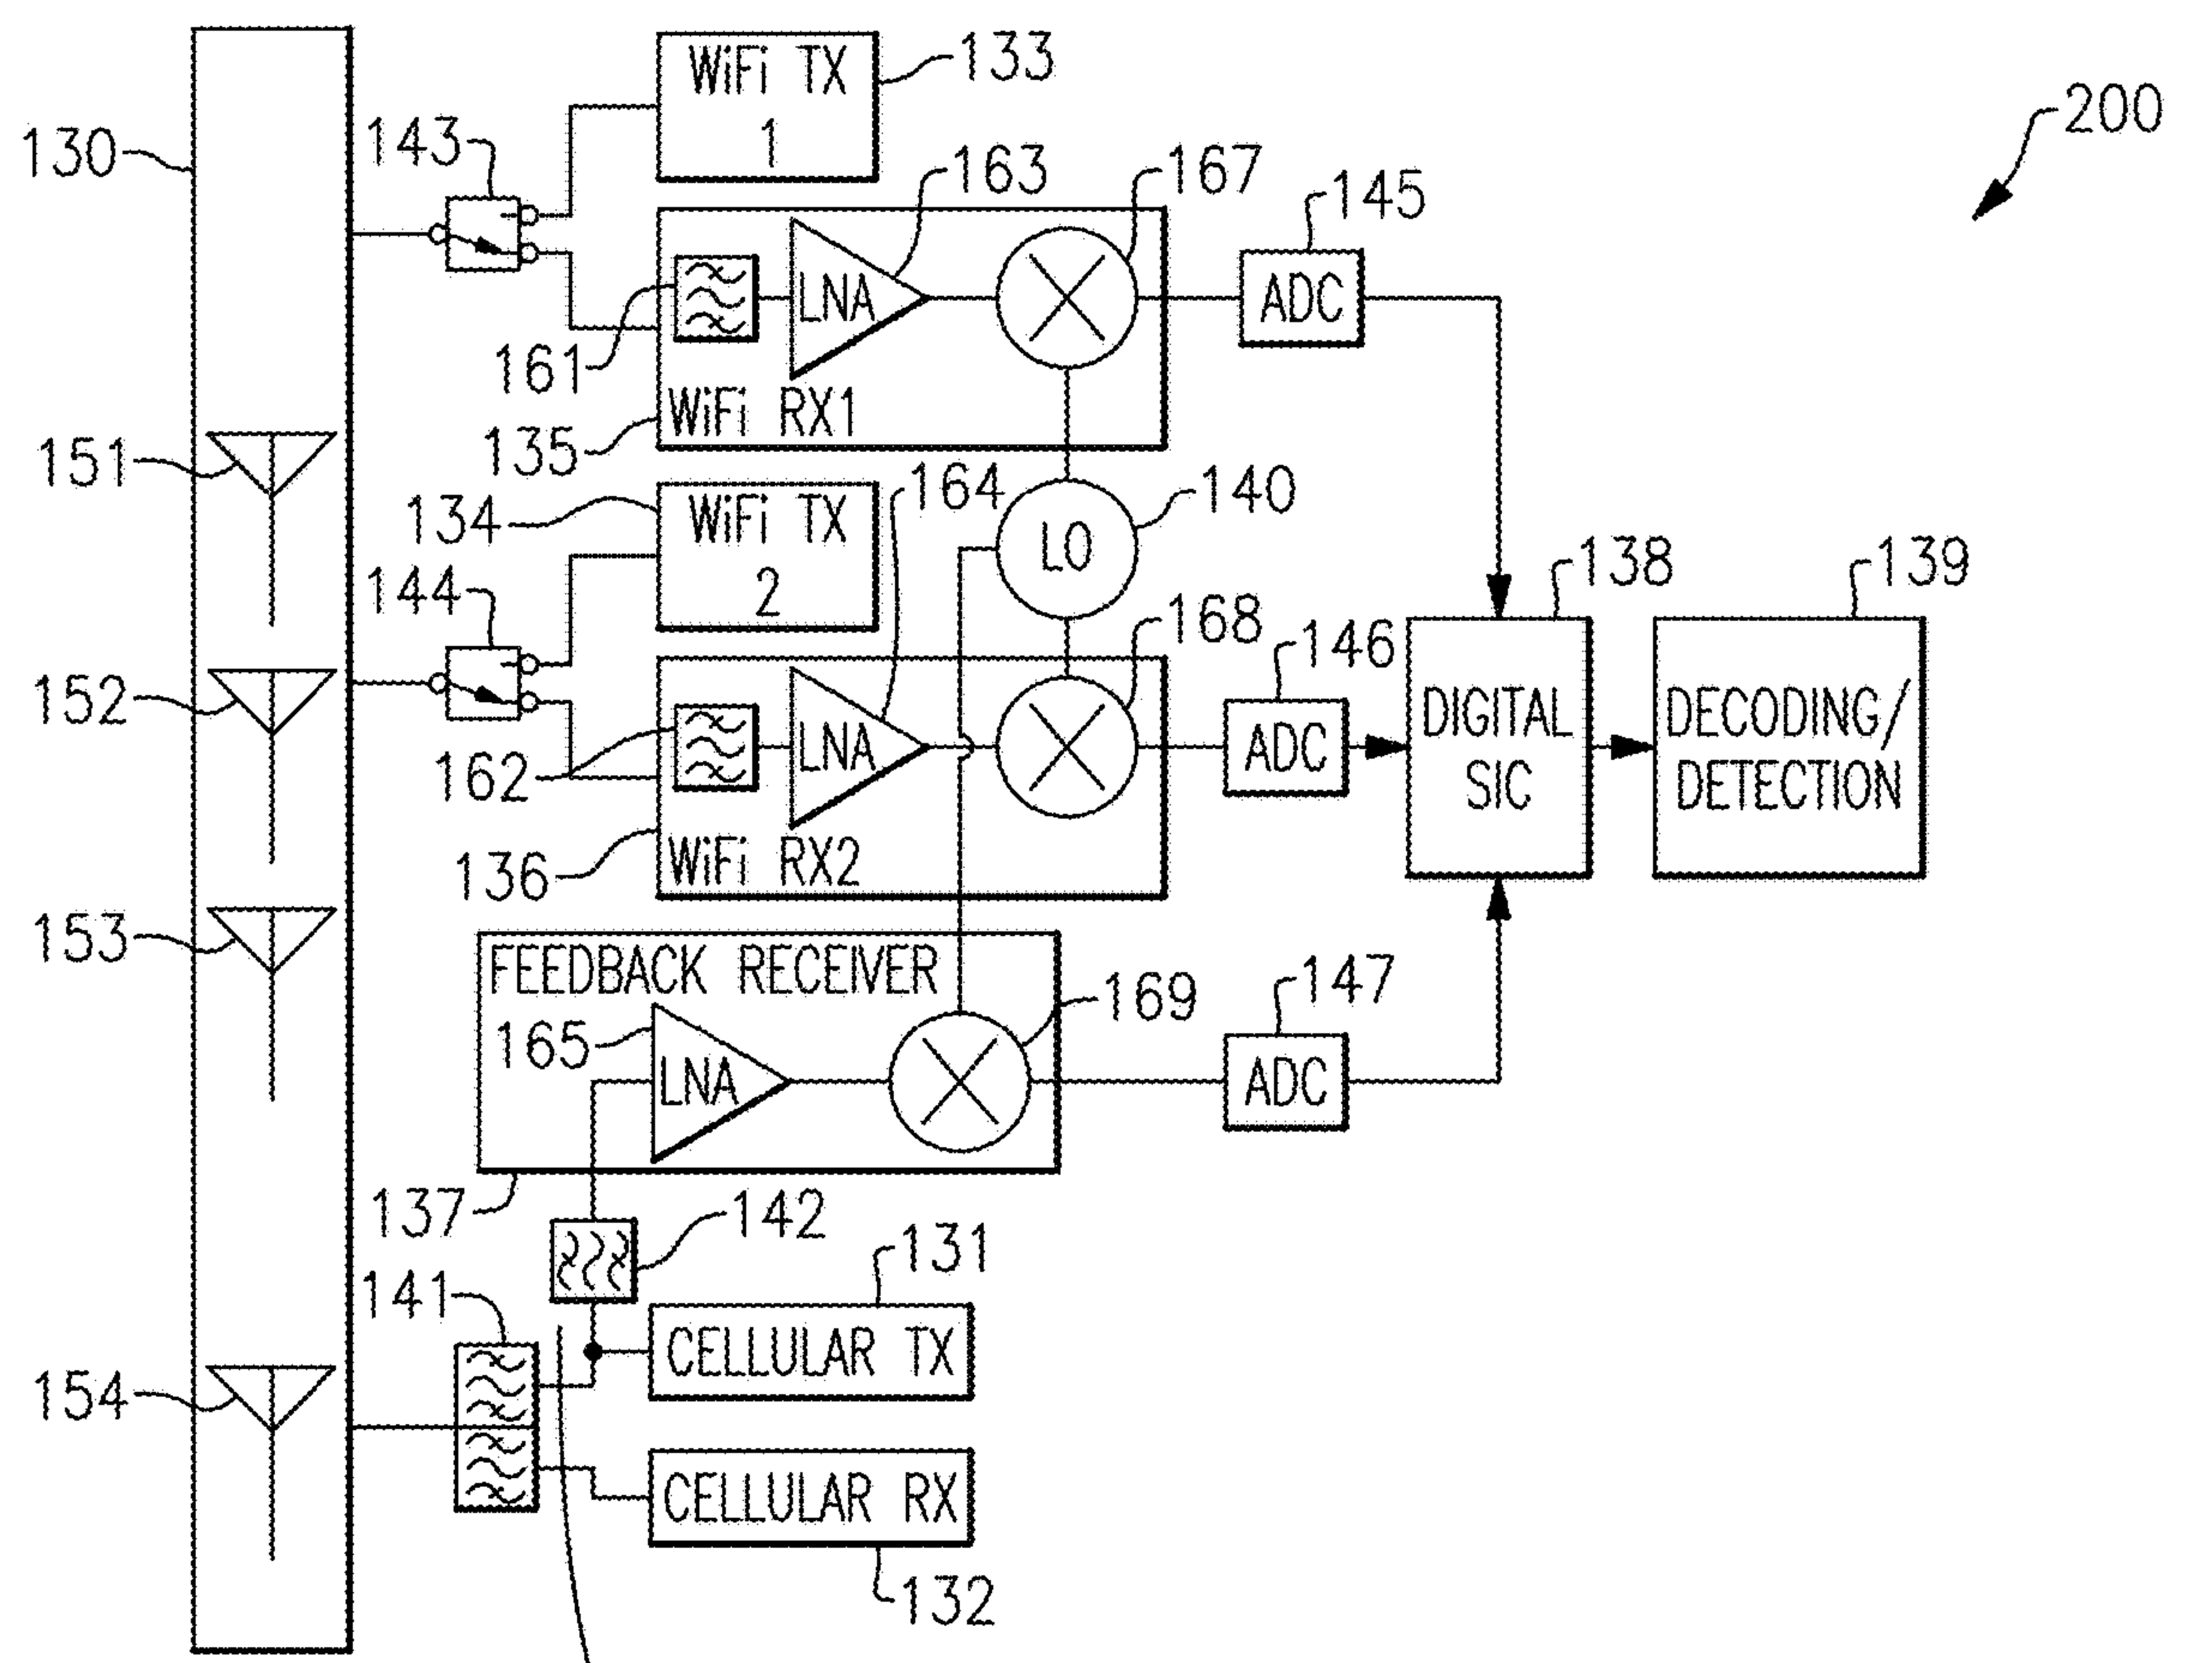 WiFi TX
1
133
200
130
143
163
167
145
LNA
ADC
161
WiFi RX1
135
151
134
WiFi TX
2
164
140
LO
144
138
139
168
146
152
162
LNA
ADC
DIGITAL
SIC
DECODING/
DETECTION
136
WiFi RX2
153
FEEDBACK RECEIVER
169
147
165
LNA
ADC
137
142
131
141
CELLULAR TX
154
CELLULAR RX
132